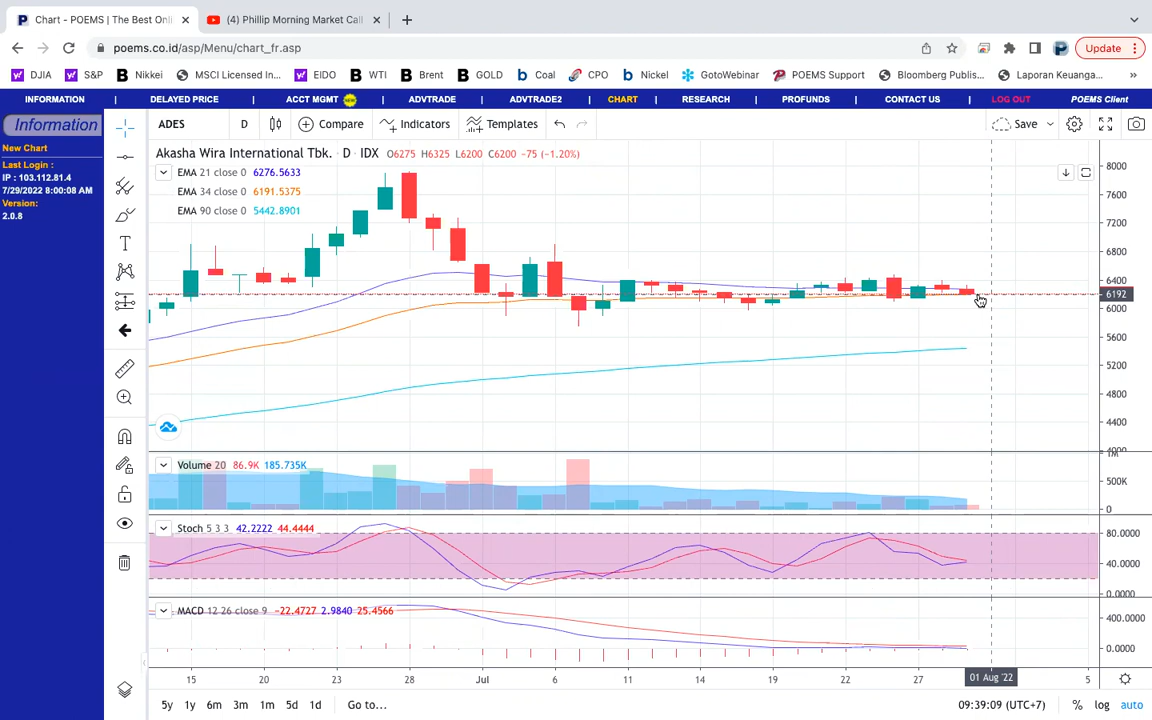 Chart - POEMS | The Best Onli
(4) Phillip Morning Market Call
poemS.co.id/asp/Menu/chart_fr.asp
Update
DJIA S&P Nikkei MSCI Licensed In... EIDO WTI Brent GOLD Coal CPO Nickel GotoWebinar POEMS Support Bloomberg Publis... Laporan Keuanga... »
INFORMATION | DELAYED PRICE | ACCT MGMT NEW | ADVTRADE | ADVTRADE2 | CHART | RESEARCH | PROFUNDS | CONTACT US | LOG OUT POEMS Client
Information
New Chart
Last Login :
IP : 103.112.81.4
7/29/2022 8:00:08 AM
Version:
2.0.8
ADES D Compare Indicators Templates Save
Akasha Wira International Tbk. · D · IDX O6275 H6325 L6200 C6200 -75 (-1.20%)
EMA 21 close 0 6276.5633
EMA 34 close 0 6191.5375
EMA 90 close 0 5442.8901
8000
7600
7200
6800
6400
6192
6000
5600
5200
4800
4400
4000
Volume 20 86.9K 185.735K
1M
500K
0
Stoch 5 3 3 42.2222 44.4444
80.0000
40.0000
0.0000
MACD 12 26 close 9 -22.4727 2.9840 25.4566
400.0000
0.0000
15 20 23 28 Jul 6 11 14 19 22 27 01 Aug '22 5
5y 1y 6m 3m 1m 5d 1d Go to... 09:39:09 (UTC+7) % log auto